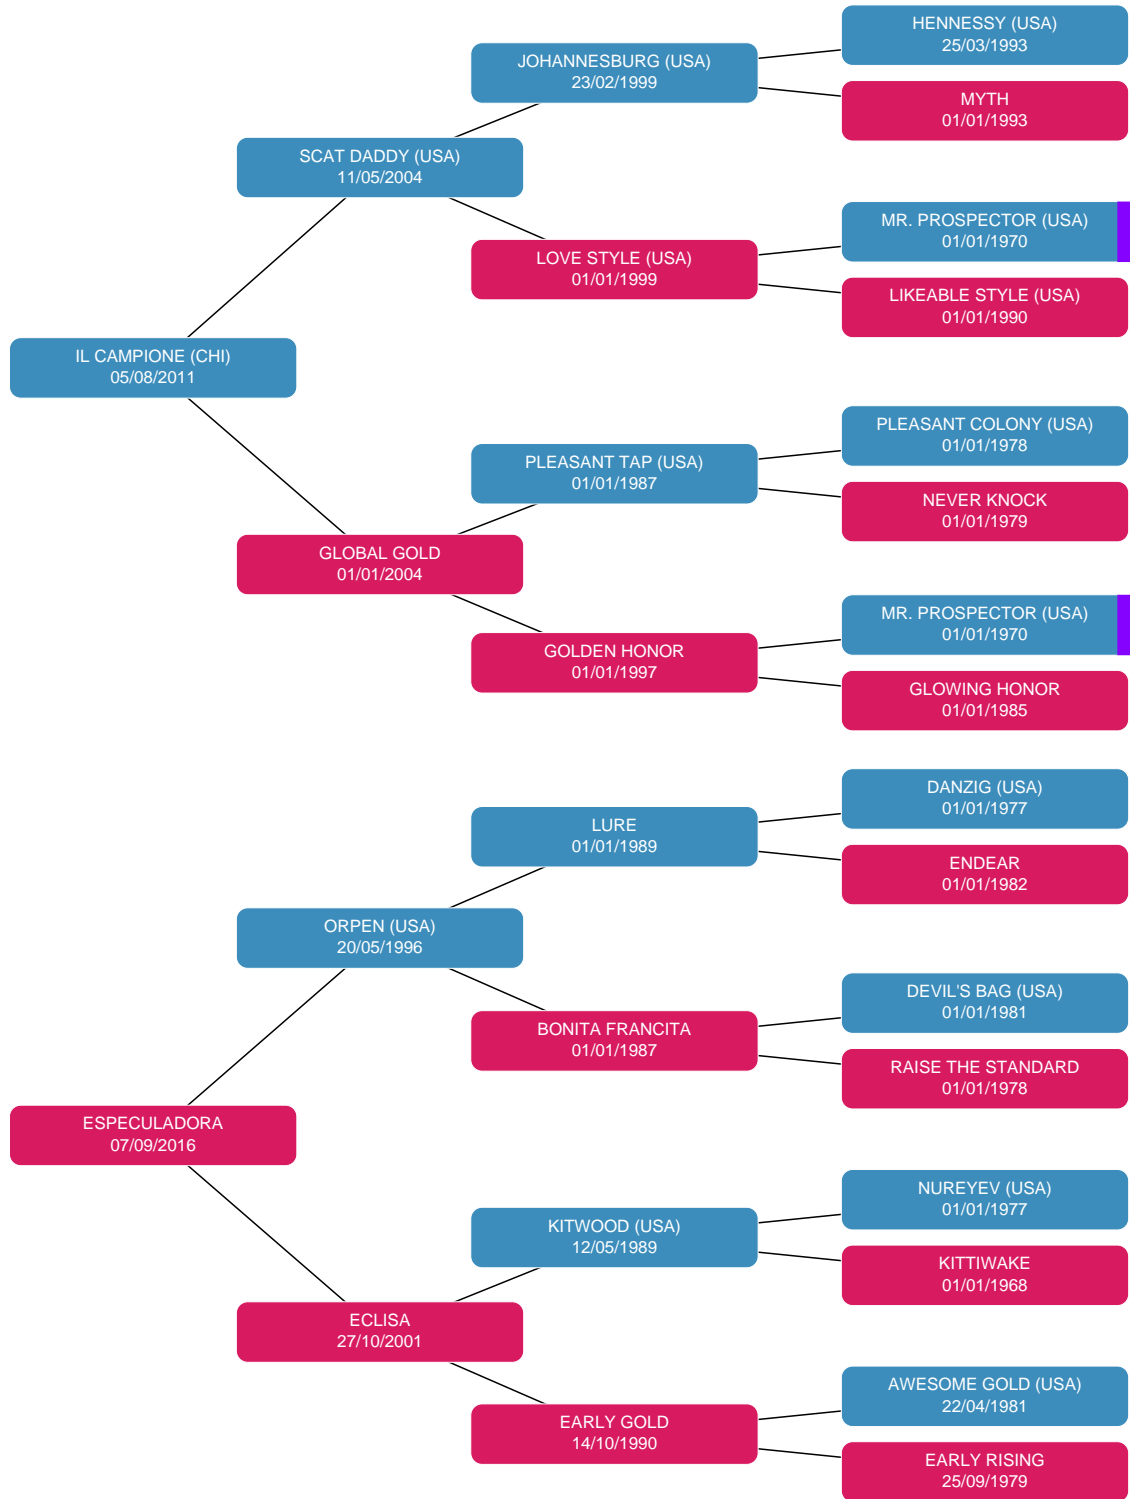 HENNESSY (USA)
25/03/1993
JOHANNESBURG (USA)
23/02/1999
MYTH
01/01/1993
SCAT DADDY (USA)
11/05/2004
MR. PROSPECTOR (USA)
01/01/1970
LOVE STYLE (USA)
01/01/1999
LIKEABLE STYLE (USA)
01/01/1990
IL CAMPIONE (CHI)
05/08/2011
PLEASANT COLONY (USA)
01/01/1978
PLEASANT TAP (USA)
01/01/1987
NEVER KNOCK
01/01/1979
GLOBAL GOLD
01/01/2004
MR. PROSPECTOR (USA)
01/01/1970
GOLDEN HONOR
01/01/1997
GLOWING HONOR
01/01/1985
DANZIG (USA)
01/01/1977
LURE
01/01/1989
ENDEAR
01/01/1982
ORPEN (USA)
20/05/1996
DEVIL'S BAG (USA)
01/01/1981
BONITA FRANCITA
01/01/1987
RAISE THE STANDARD
01/01/1978
ESPECULADORA
07/09/2016
NUREYEV (USA)
01/01/1977
KITWOOD (USA)
12/05/1989
KITTIWAKE
01/01/1968
ECLISA
27/10/2001
AWESOME GOLD (USA)
22/04/1981
EARLY GOLD
14/10/1990
EARLY RISING
25/09/1979